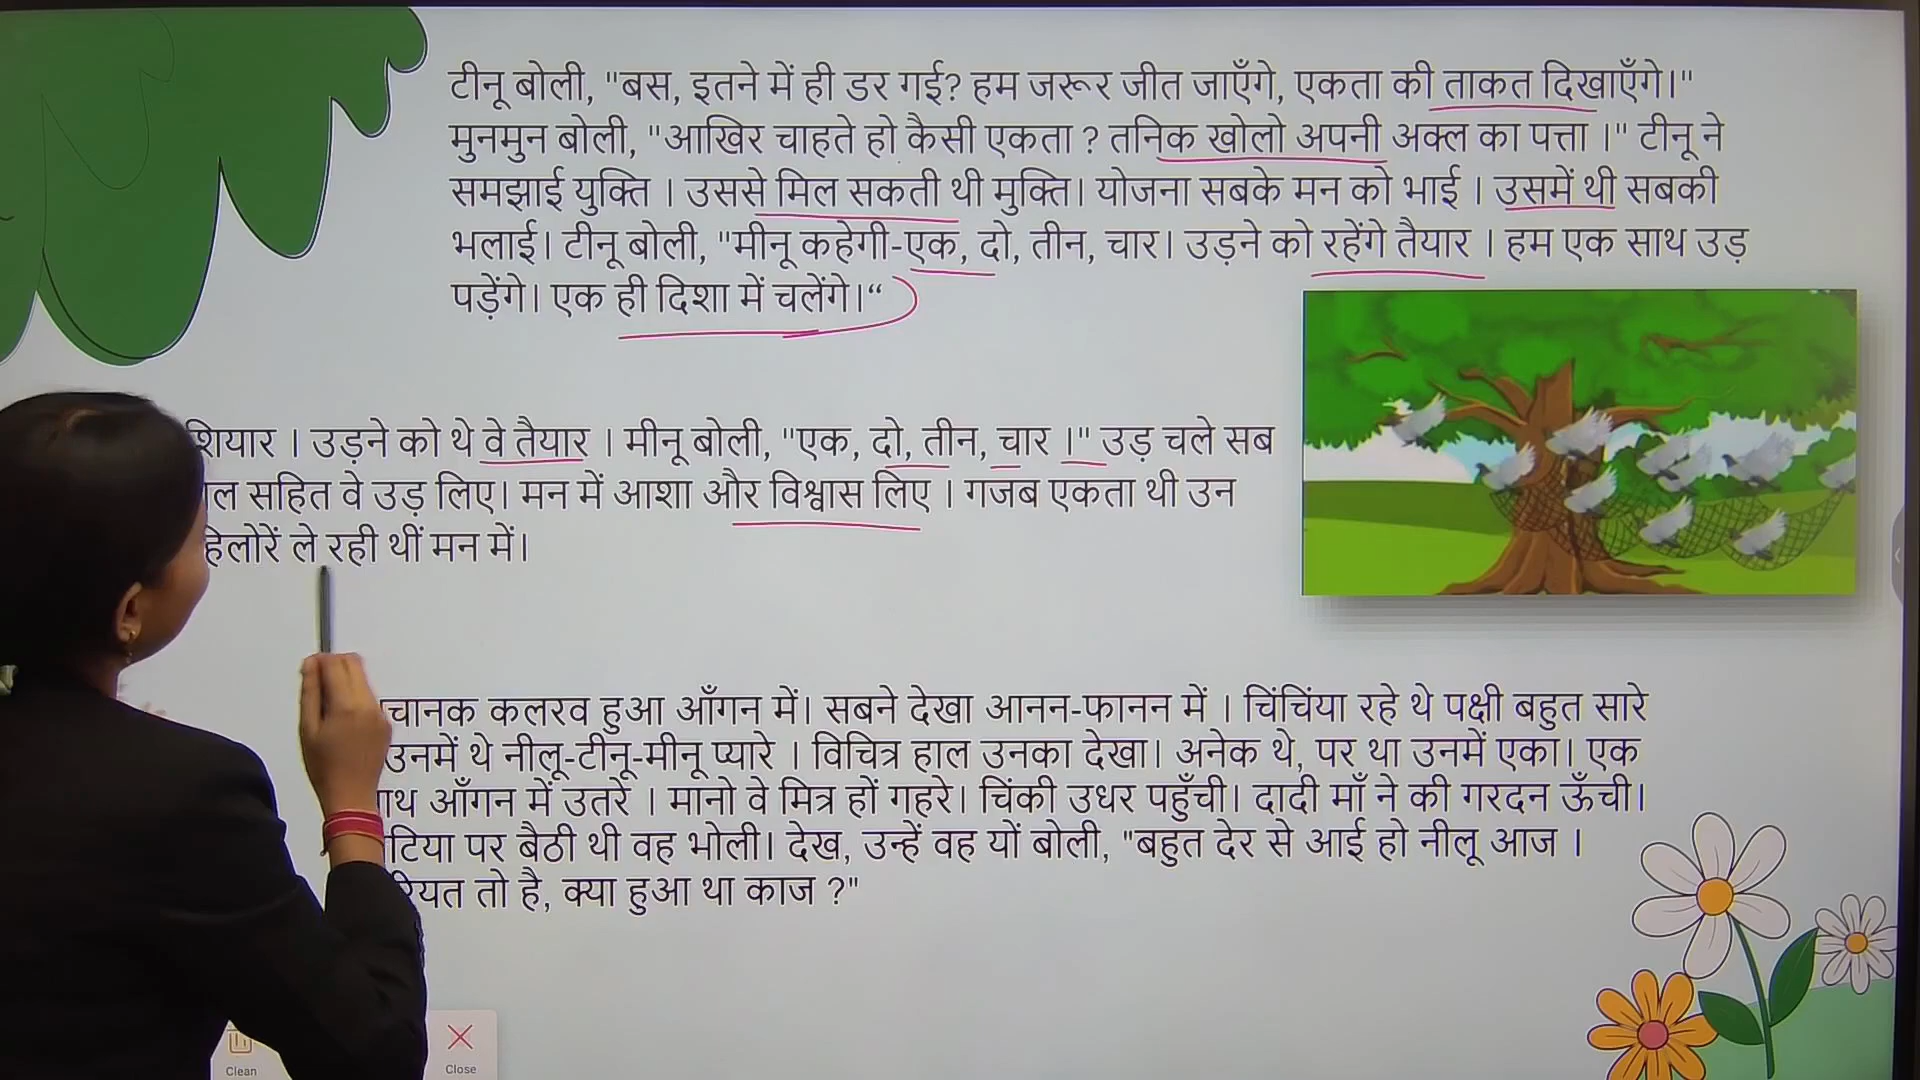 टीनू बोली, "बस, इतने में ही डर गई? हम जरूर जीत जाएँगे, एकता की ताकत दिखाएँगे।"
मुनमुन बोली, "आखिर चाहते हो कैसी एकता ? तनिक खोलो अपनी अक्ल का पत्ता ।" टीनू ने
समझाई युक्ति । उससे मिल सकती थी मुक्ति। योजना सबके मन को भाई । उसमें थी सबकी
भलाई। टीनू बोली, "मीनू कहेगी-एक, दो, तीन, चार। उड़ने को रहेंगे तैयार । हम एक साथ उड़
पड़ेंगे। एक ही दिशा में चलेंगे।“
उड़ने को थे वे तैयार । मीनू बोली, "एक, दो, तीन, चार ।" उड़ चले सब
सहित वे उड़ लिए। मन में आशा और विश्वास लिए । गजब एकता थी उन
हिलोरें ले रही थीं मन में।
कलरव हुआ आँगन में। सबने देखा आनन-फानन में । चिंचिंया रहे थे पक्षी बहुत सारे
उनमें थे नीलू-टीनू-मीनू प्यारे । विचित्र हाल उनका देखा। अनेक थे, पर था उनमें एका। एक
आँगन में उतरे । मानो वे मित्र हों गहरे। चिंकी उधर पहुँची। दादी माँ ने की गरदन ऊँची।
पर बैठी थी वह भोली। देख, उन्हें वह यों बोली, "बहुत देर से आई हो नीलू आज ।
तो है, क्या हुआ था काज ?"
Clean
Close